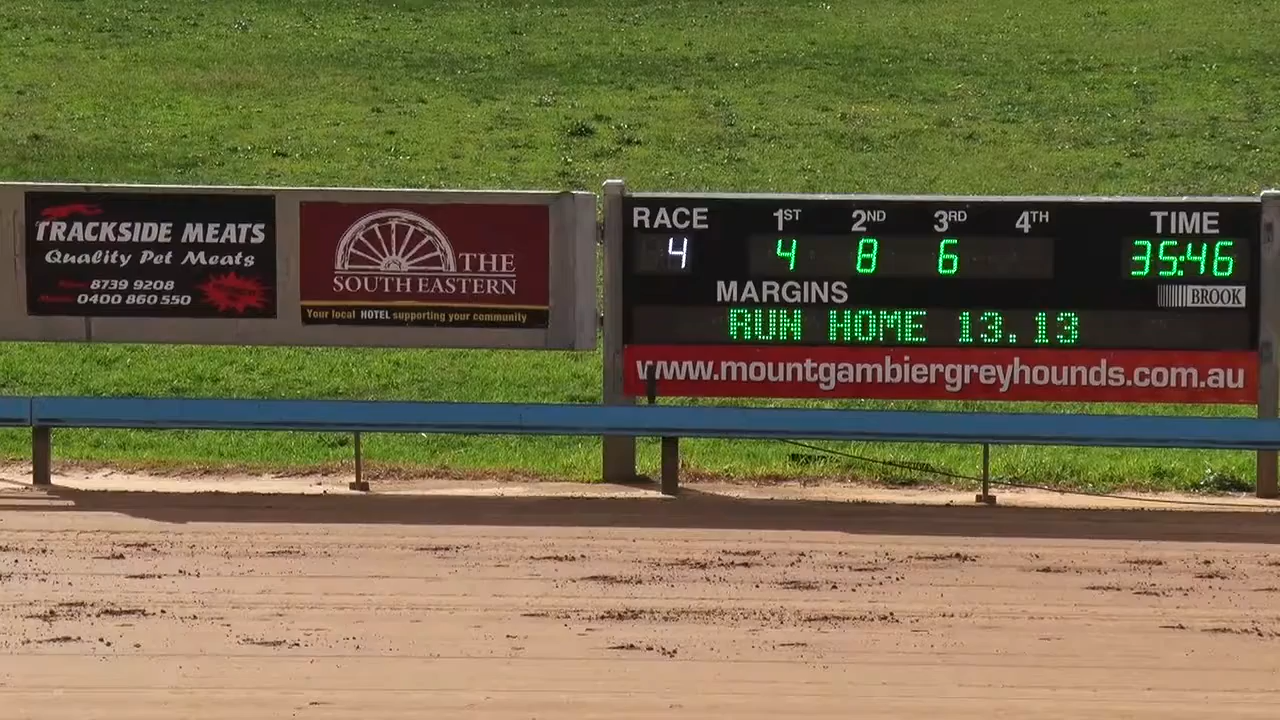 TRACKSIDE MEATS
Quality Pet Meats
8739 9208
0400 860 550
THE
SOUTH EASTERN
Your local HOTEL supporting your community
RACE 1ST 2ND 3RD 4TH TIME
4 4 8 6 35:46
MARGINS BROOK
RUN HOME 13.13
www.mountgambiergreyhounds.com.au